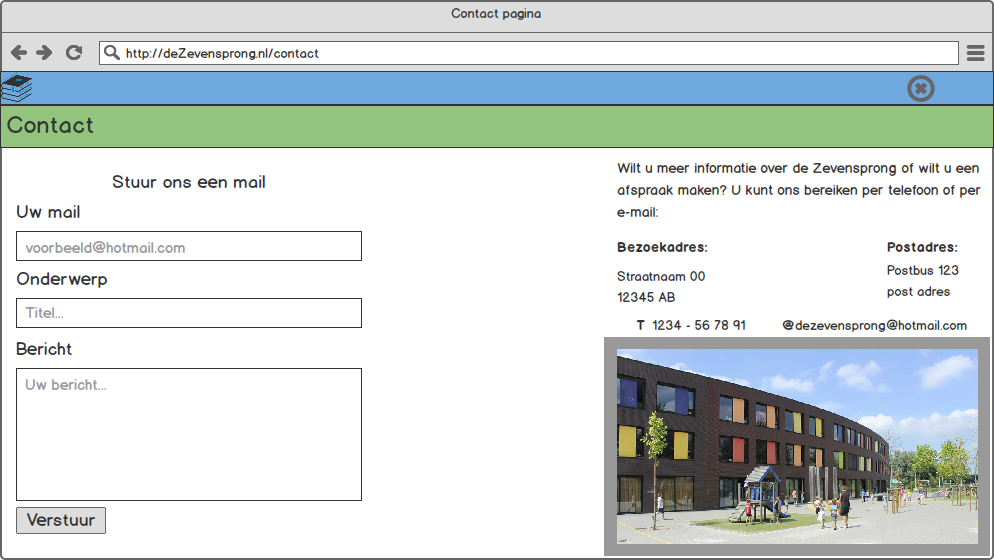 Contact pagina
http://deZevensprong.nl/contact
Contact
Stuur ons een mail
Uw mail
voorbeeld@hotmail.com
Onderwerp
Titel...
Bericht
Uw bericht...
Verstuur
Wilt u meer informatie over de Zevensprong of wilt u een
afspraak maken? U kunt ons bereiken per telefoon of per
e-mail:
Bezoekadres:
Straatnaam 00
12345 AB
Postadres:
Postbus 123
post adres
T 1234 - 56 78 91
@dezevensprong@hotmail.com